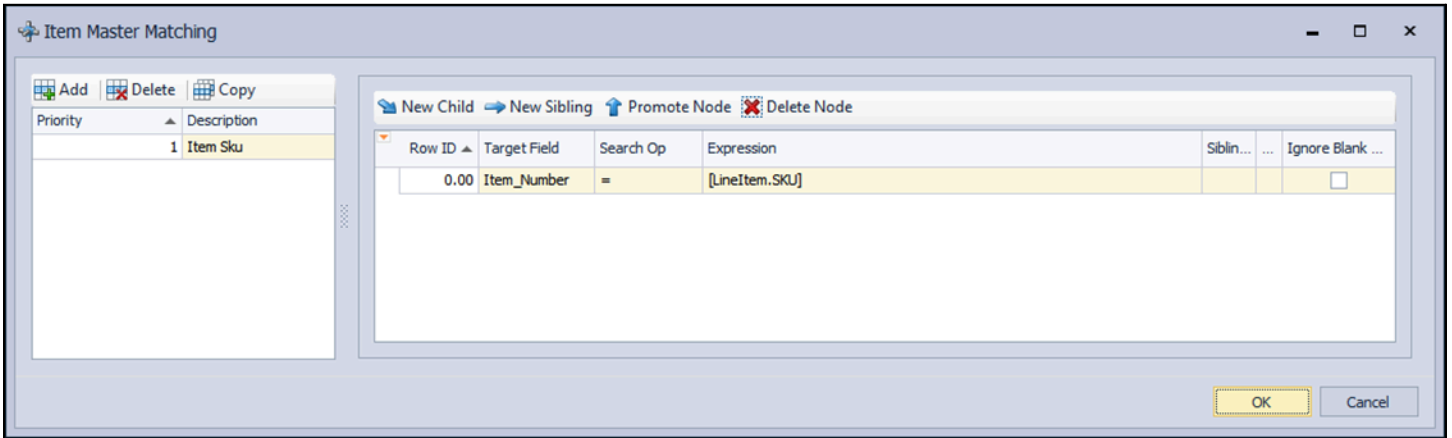 Item Master Matching
Add Delete Copy
Priority Description
1 Item Sku
New Child New Sibling Promote Node Delete Node
Row ID Target Field Search Op Expression Siblin... ... Ignore Blank ...
0.00 Item_Number = [LineItem.SKU]
OK Cancel